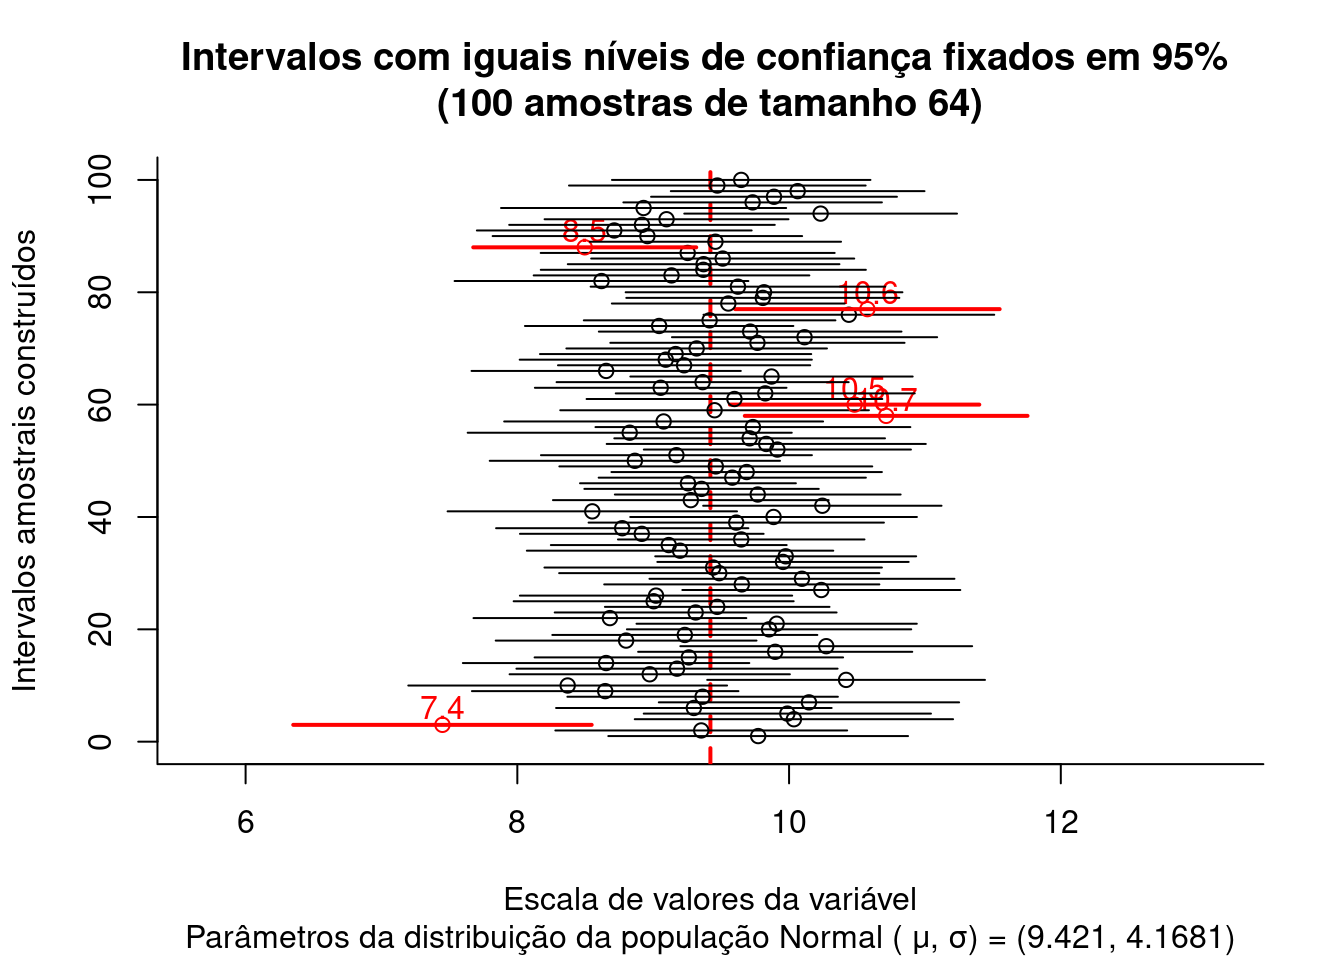 Intervalos com iguais níveis de confiança fixados em 95%
(100 amostras de tamanho 64)
Intervalos amostrais construídos
100
80
60
40
20
0
8.5
10.6
10.5
10.7
7.4
6 8 10 12
Escala de valores da variável
Parâmetros da distribuição da população Normal ( µ, σ) = (9.421, 4.1681)